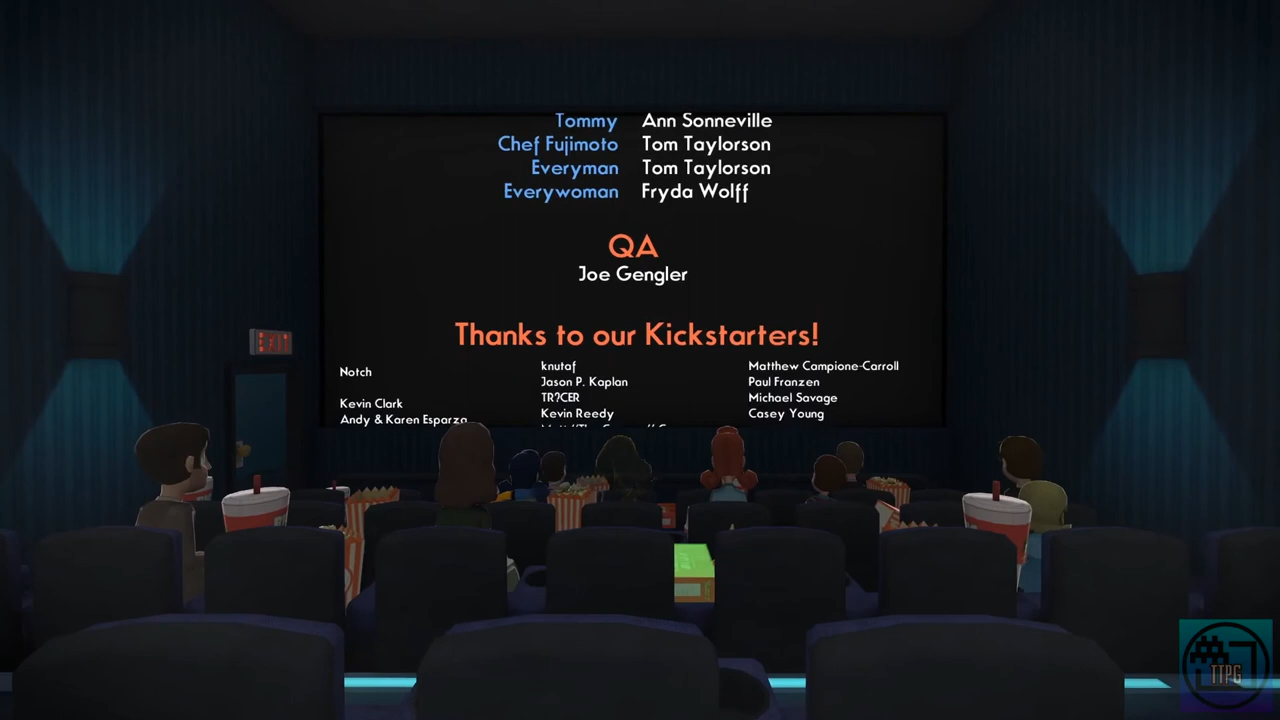 Tommy Ann Sonneville
Chef Fujimoto Tom Taylorson
Everyman Tom Taylorson
Everywoman Fryda Wolff
QA
Joe Gengler
Thanks to our Kickstarters!
Notch
Kevin Clark
Andy & Karen Esparza
knutaf
Jason P. Kaplan
TR?CER
Kevin Reedy
Matthew Campione-Carroll
Paul Franzen
Michael Savage
Casey Young
EXIT
TTPG